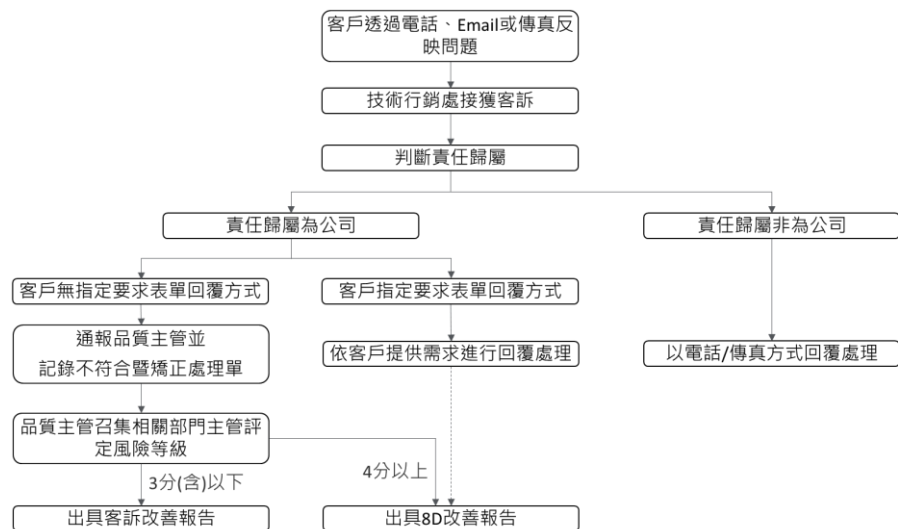 客戶透過電話、Email或傳真反
映問題
技術行銷處接獲客訴
判斷責任歸屬
責任歸屬為公司
責任歸屬非為公司
客戶無指定要求表單回覆方式
客戶指定要求表單回覆方式
通報品質主管並
記錄不符合暨矯正處理單
依客戶提供需求進行回覆處理
以電話/傳真方式回覆處理
品質主管召集相關部門主管評
定風險等級
3分(含)以下
4分以上
出具客訴改善報告
出具8D改善報告